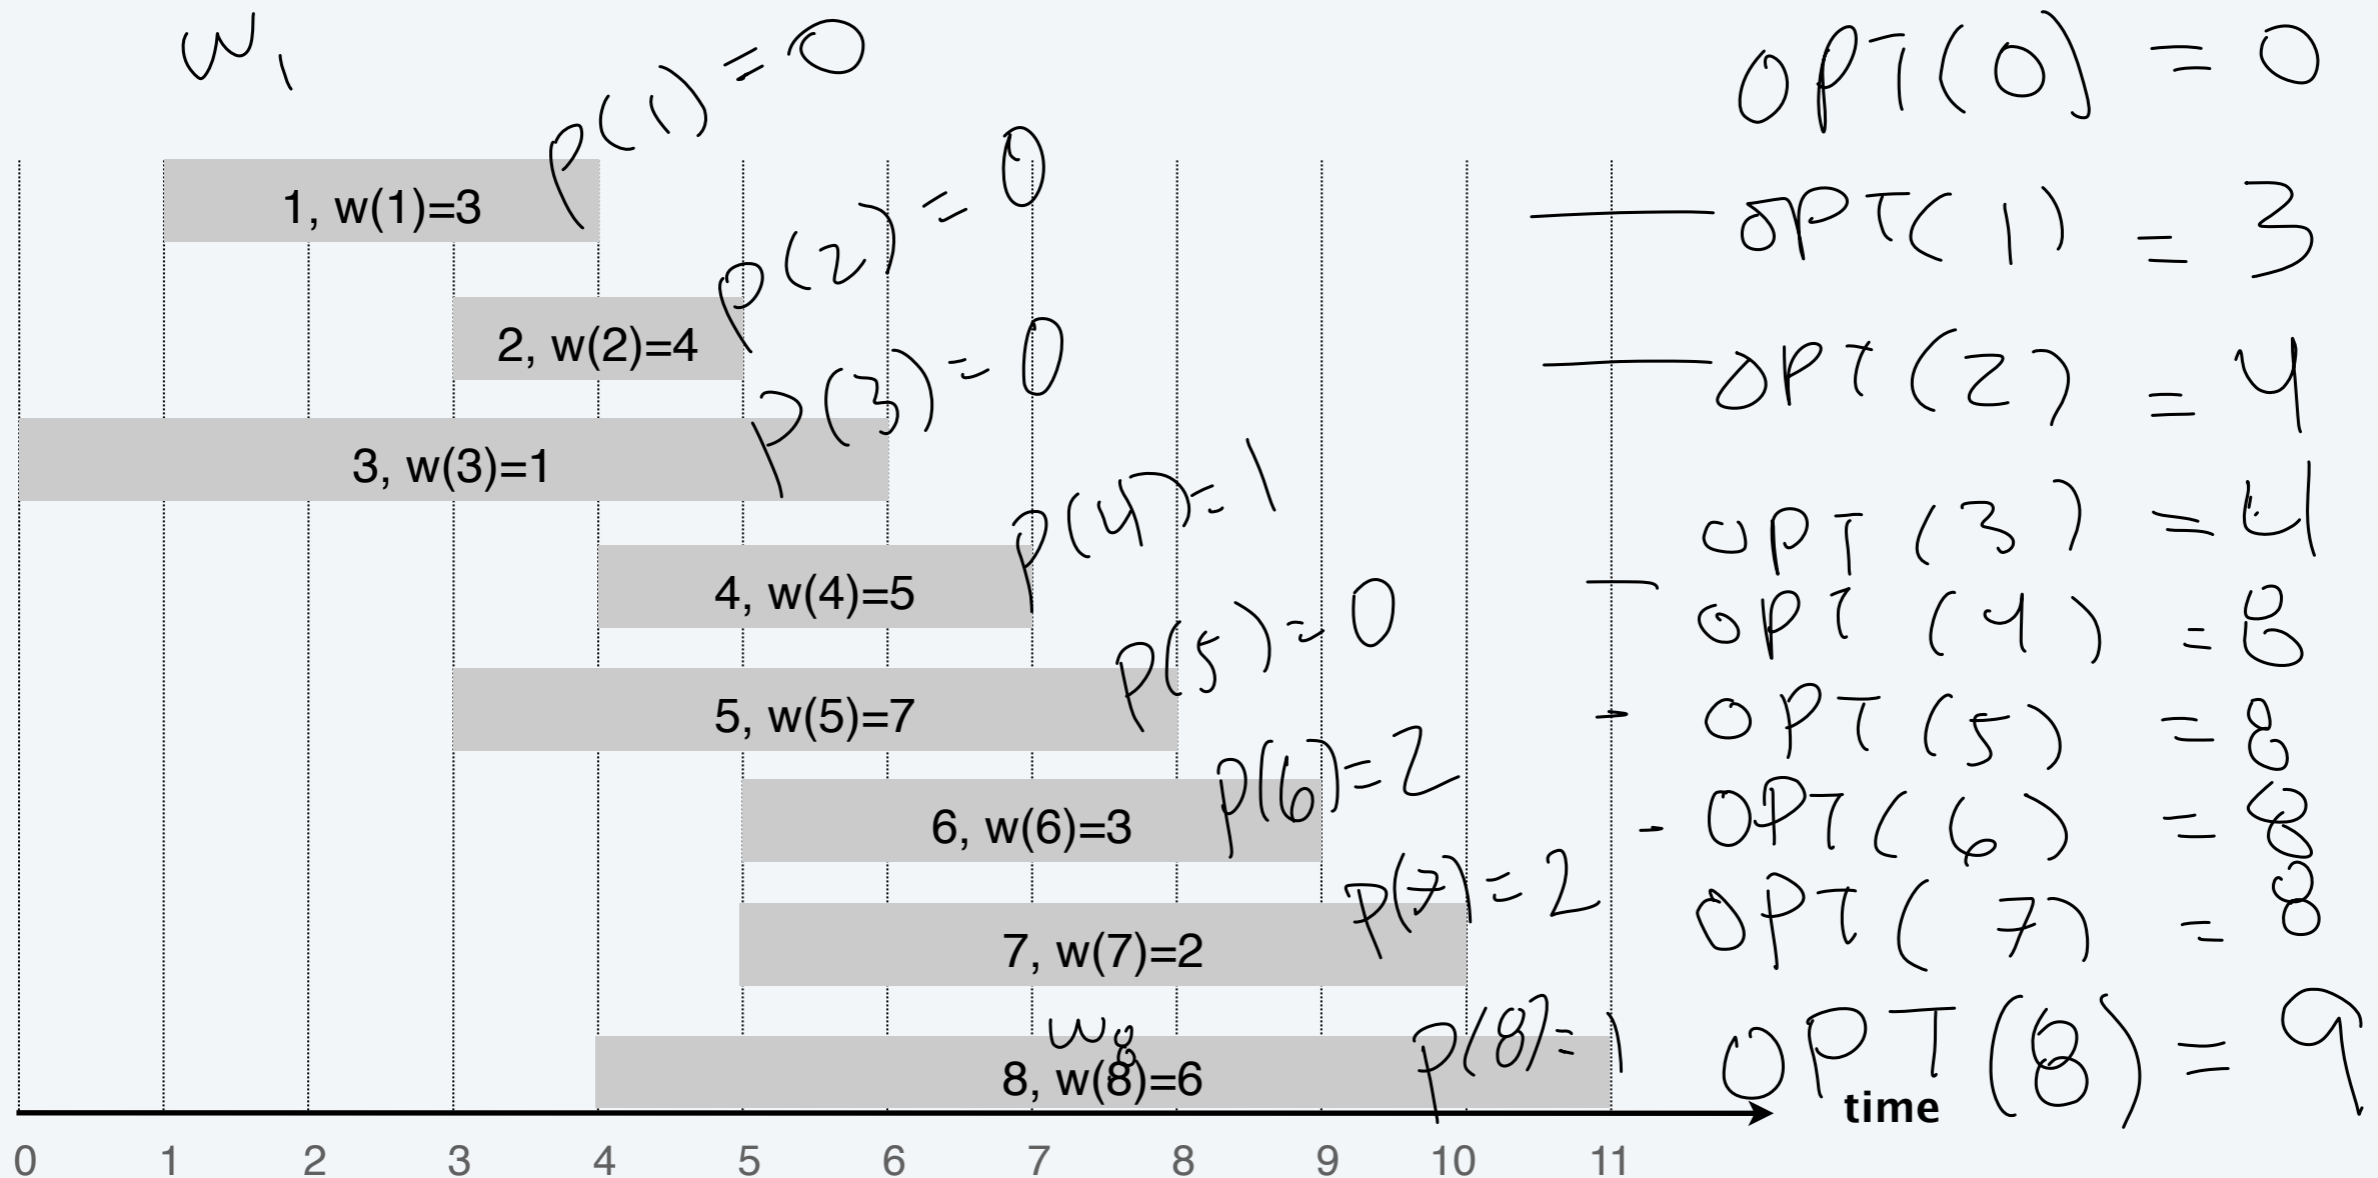 w1
p(1) = 0
OPT(0) = 0
1, w(1)=3
p(2) = 0
OPT(1) = 3
2, w(2)=4
p(3) = 0
OPT(2) = 4
3, w(3)=1
p(4) = 1
OPT(3) = 4
4, w(4)=5
p(5) = 0
OPT(4) = 8
5, w(5)=7
p(6) = 2
OPT(5) = 8
6, w(6)=3
OPT(6) = 8
p(7) = 2
OPT(7) = 8
7, w(7)=2
w8
p(8) = 1
OPT(8) = 9
8, w(8)=6
time
0 1 2 3 4 5 6 7 8 9 10 11